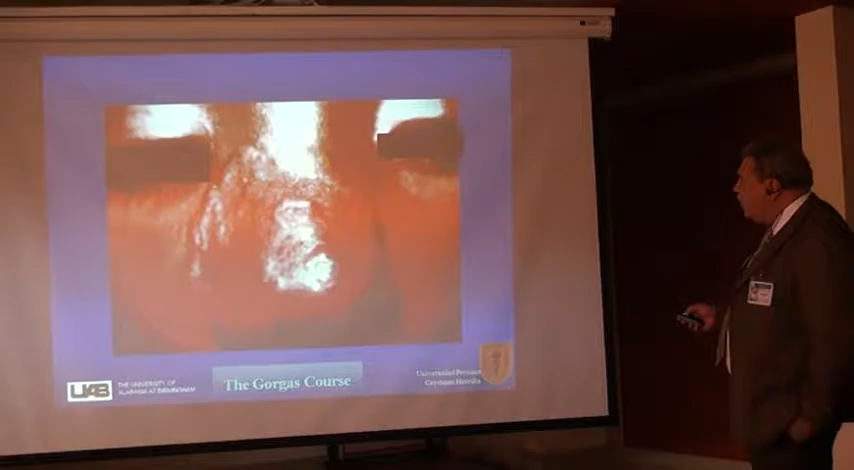 UAB
THE UNIVERSITY OF
ALABAMA AT BIRMINGHAM
The Gorgas Course
Universidad Peruana
Cayetano Heredia